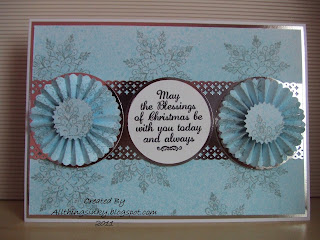 May
the Blessings
of Christmas be
with you today
and always
Created By
Allthingsinky.blogspot.com
2011